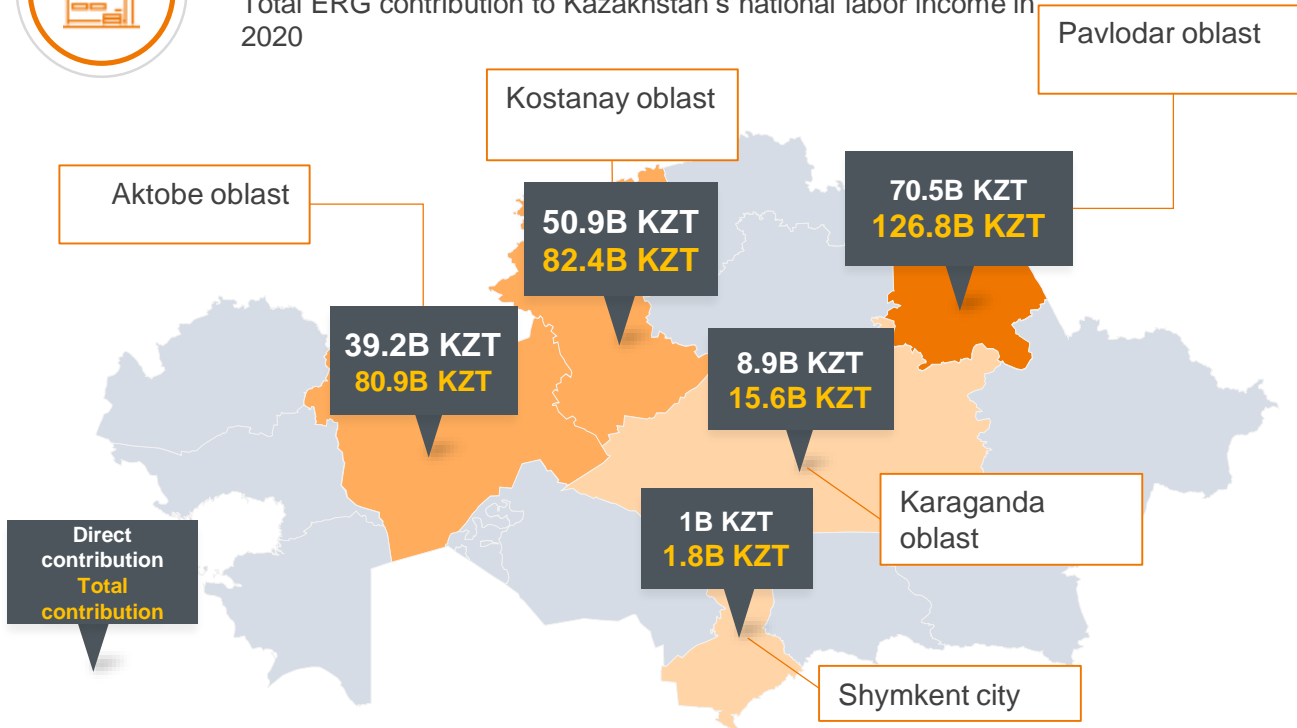 Total ERG contribution to Kazakhstan's national labor income in
2020
Pavlodar oblast
Kostanay oblast
Aktobe oblast
70.5B KZT
126.8B KZT
50.9B KZT
82.4B KZT
39.2B KZT
80.9B KZT
8.9B KZT
15.6B KZT
Karaganda
oblast
1B KZT
1.8B KZT
Direct
contribution
Total
contribution
Shymkent city